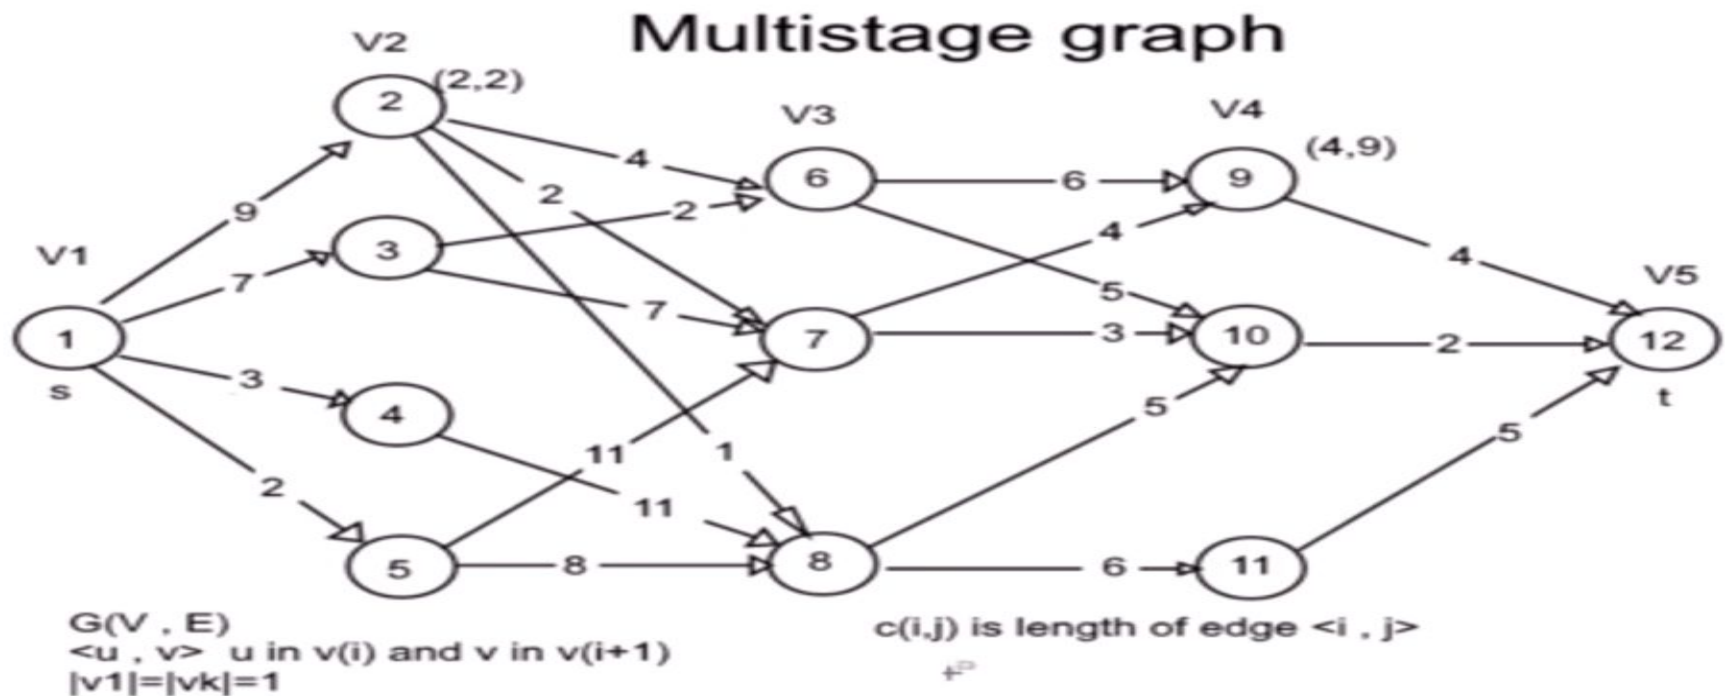 Multistage graph
V2
2
(2,2)
V3
V4
4
6
6
9
(4,9)
2
9
2
3
4
V1
7
4
V5
5
7
1
7
3
10
2
12
s
3
t
4
5
11
1
5
2
11
5
8
8
6
11
G(V , E)
<u , v> u in v(i) and v in v(i+1)
|v1|=|vk|=1
c(i,j) is length of edge <i , j>